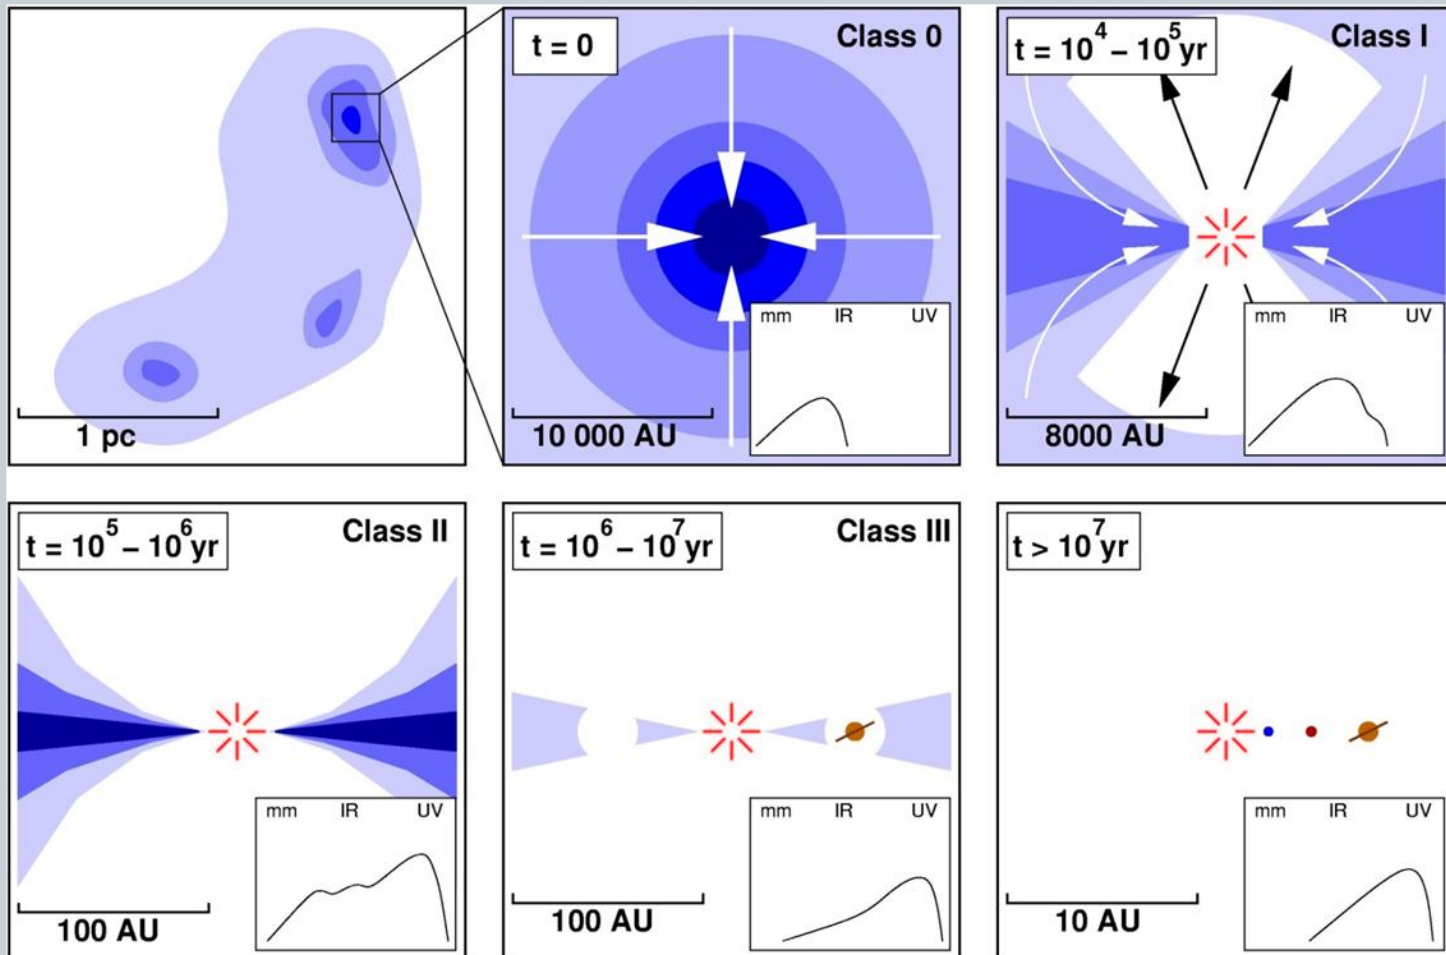 1 pc
t = 0
Class 0
mm IR UV
10 000 AU
t = 10^4 – 10^5 yr
Class I
mm IR UV
8000 AU
t = 10^5 – 10^6 yr
Class II
mm IR UV
100 AU
t = 10^6 – 10^7 yr
Class III
mm IR UV
100 AU
t > 10^7 yr
mm IR UV
10 AU